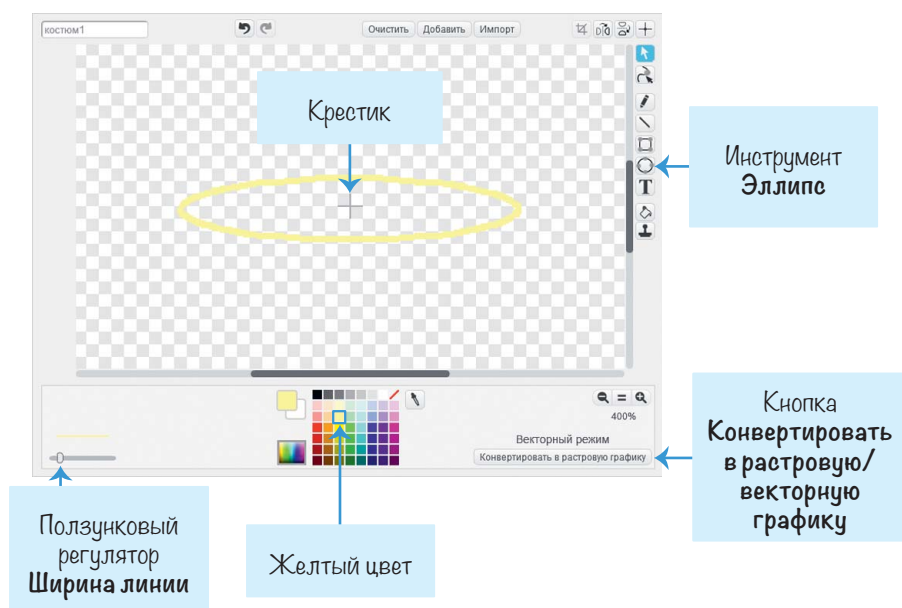 костюм1
Очистить Добавить Импорт
Крестик
Инструмент
Эллипс
T
400%
Векторный режим
Конвертировать в растровую графику
Кнопка
Конвертировать
в растровую/
векторную
графику
Ползунковый
регулятор
Ширина линии
Желтый цвет